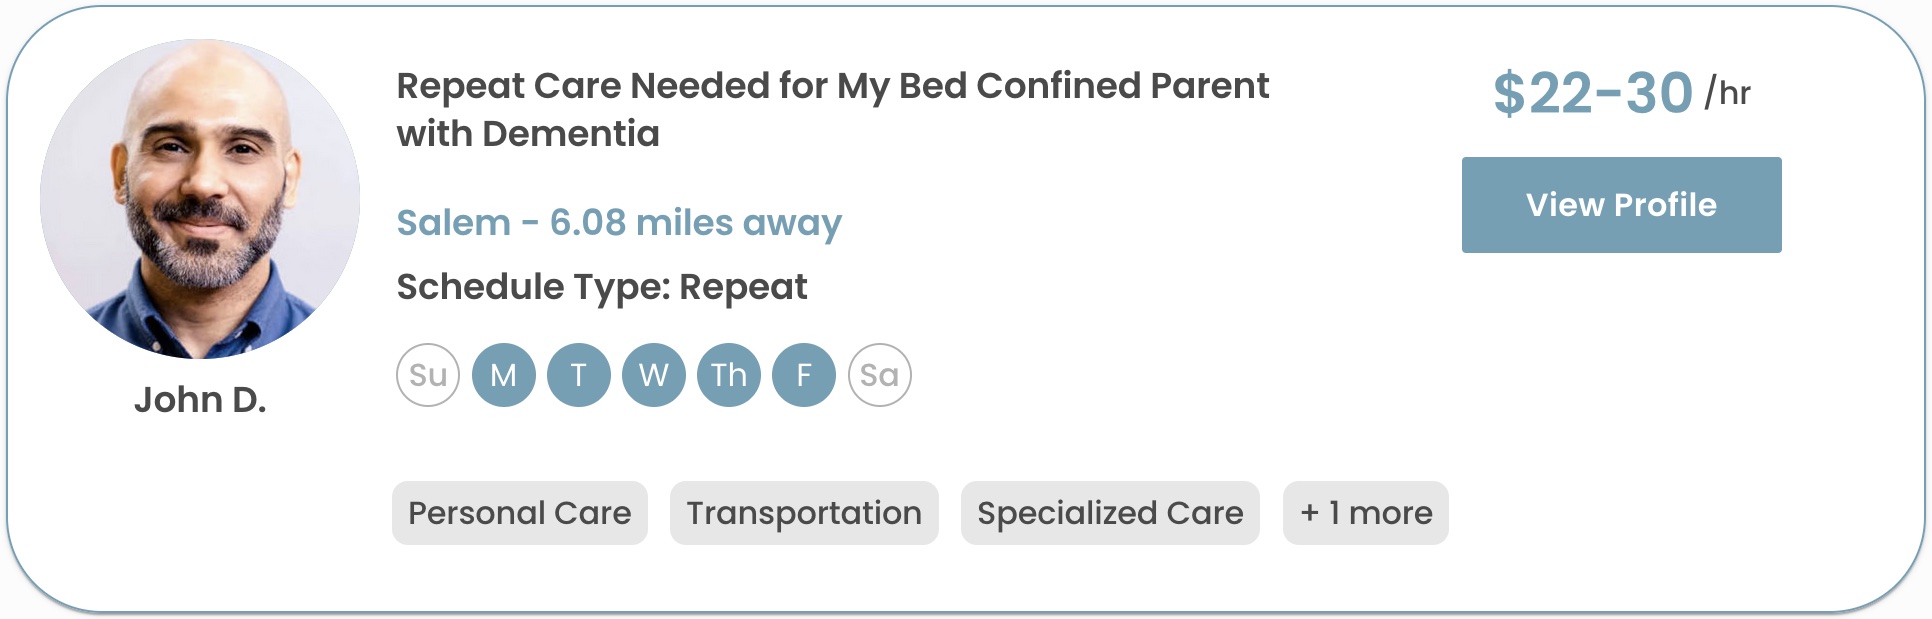 Repeat Care Needed for My Bed Confined Parent
with Dementia
$22-30 /hr
View Profile
Salem - 6.08 miles away
Schedule Type: Repeat
Su M T W Th F Sa
John D.
Personal Care Transportation Specialized Care + 1 more